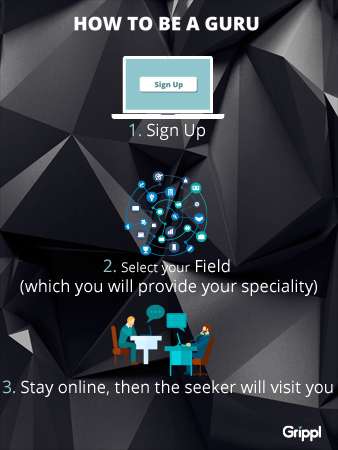 HOW TO BE A GURU
Sign Up
1. Sign Up
2. Select your Field
(which you will provide your speciality)
3. Stay online, then the seeker will visit you
Grippl